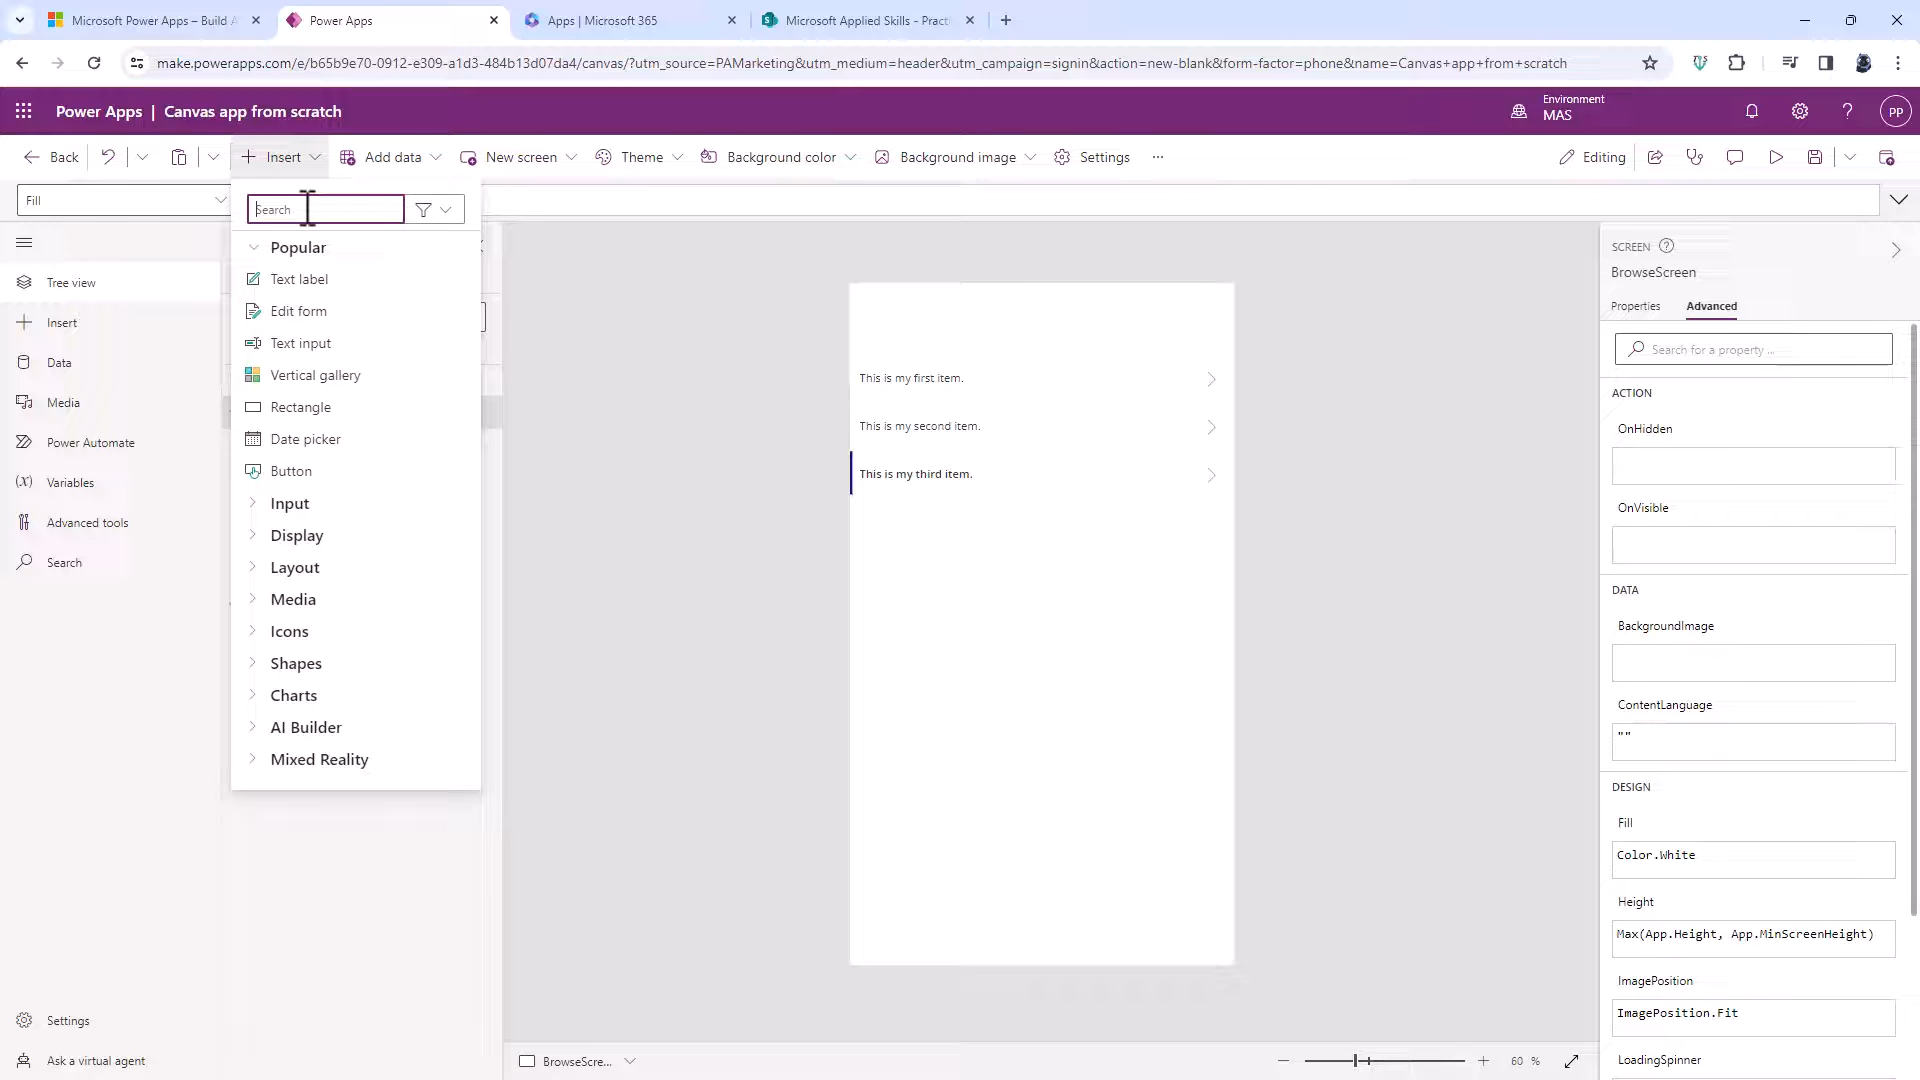 Microsoft Power Apps – Build A
Power Apps
Apps | Microsoft 365
Microsoft Applied Skills - Practi
make.powerapps.com/e/b65b9e70-0912-e309-a1d3-484b13d07da4/canvas/?utm_source=PAMarketing&utm_medium=header&utm_campaign=signin&action=new-blank&form-factor=phone&name=Canvas+app+from+scratch
Power Apps | Canvas app from scratch
Environment
MAS
PP
Back
Insert
Add data
New screen
Theme
Background color
Background image
Settings
Editing
Fill
Search
Tree view
Insert
Data
Media
Power Automate
Variables
Advanced tools
Search
Settings
Ask a virtual agent
Popular
Text label
Edit form
Text input
Vertical gallery
Rectangle
Date picker
Button
Input
Display
Layout
Media
Icons
Shapes
Charts
AI Builder
Mixed Reality
This is my first item.
This is my second item.
This is my third item.
BrowseScre...
60 %
SCREEN
BrowseScreen
Properties
Advanced
Search for a property ...
ACTION
OnHidden
OnVisible
DATA
BackgroundImage
ContentLanguage
""
DESIGN
Fill
Color.White
Height
Max(App.Height, App.MinScreenHeight)
ImagePosition
ImagePosition.Fit
LoadingSpinner